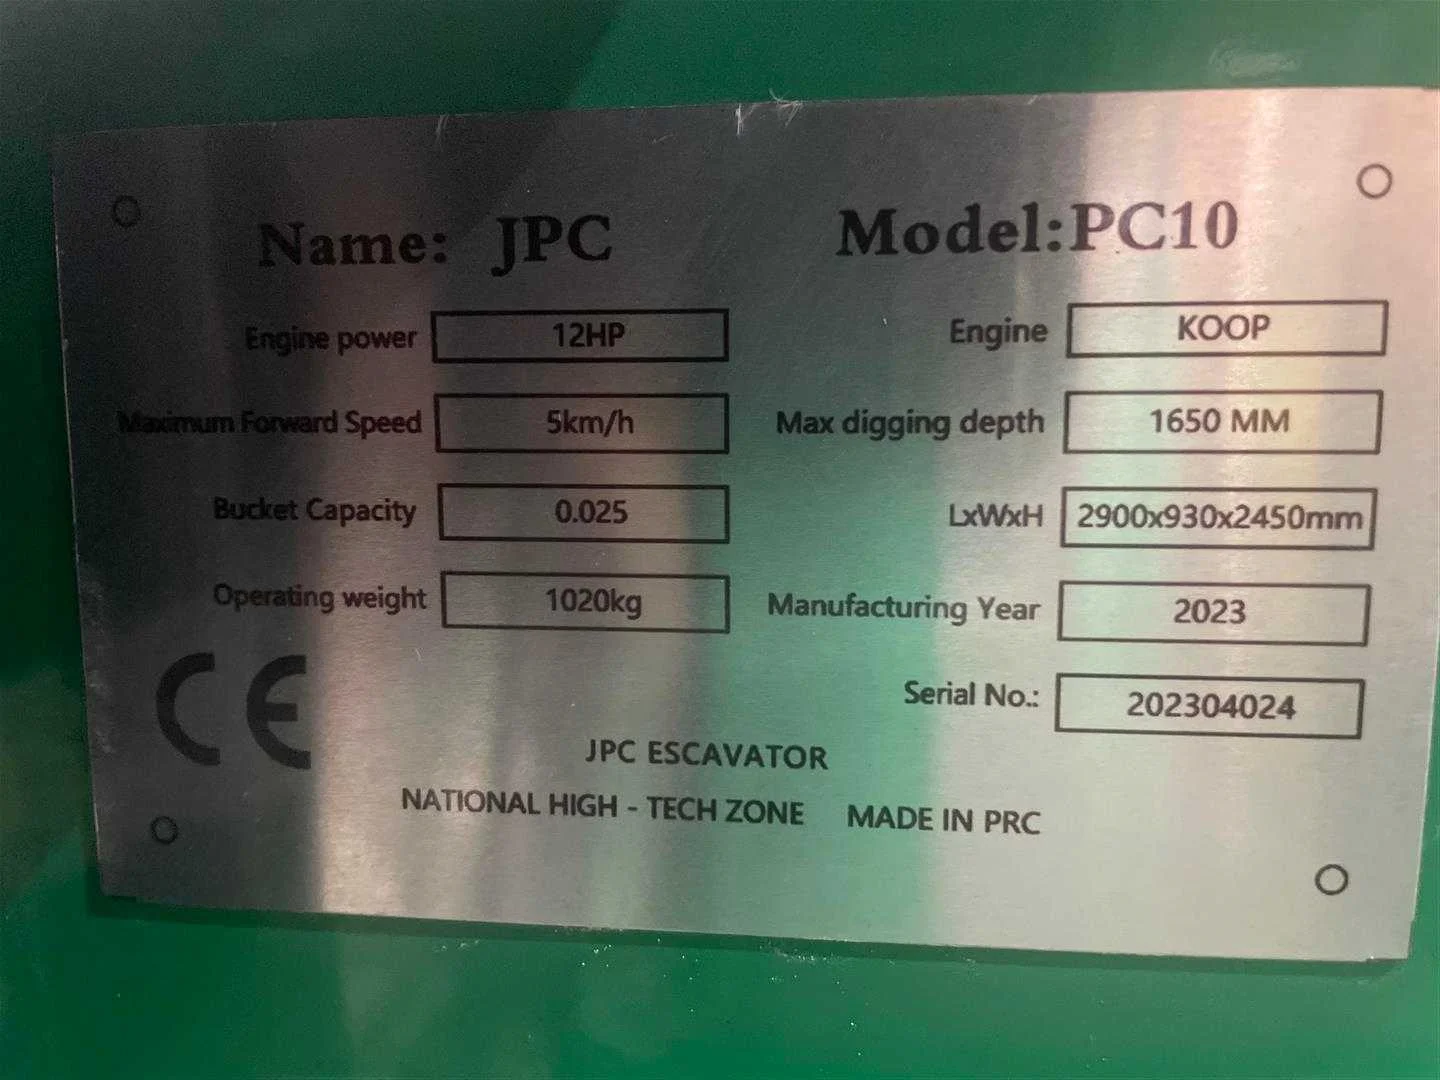 Name: JPC Model:PC10
Engine power 12HP Engine KOOP
Maximum Forward Speed 5km/h Max digging depth 1650 MM
Bucket Capacity 0.025 LxWxH 2900x930x2450mm
Operating weight 1020kg Manufacturing Year 2023
Serial No.: 202304024
CE
JPC ESCAVATOR
NATIONAL HIGH - TECH ZONE MADE IN PRC